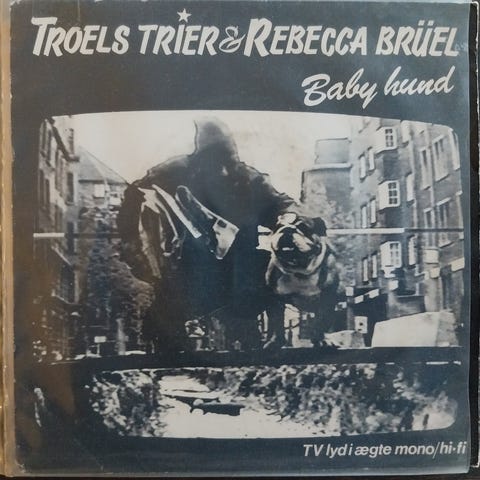 TROELS TRIER & REBECCA BRÜEL
Baby hund
TV lyd i ægte mono/hi-fi